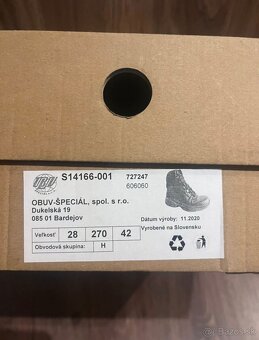 S14166-001
727247
606060
OBUV-ŠPECIÁL, spol. s r.o.
Dukelská 19
085 01 Bardejov
Dátum výroby: 11.2020
Vyrobené na Slovensku
Veľkosť 28 270 42
Obvodová skupina: H